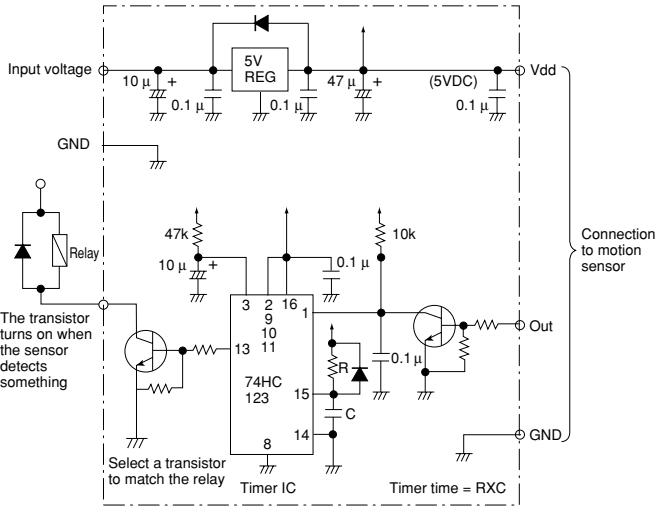 Input voltage
10 μ
+
0.1 μ
5V
REG
0.1 μ
47 μ
+
(5VDC)
0.1 μ
Vdd
GND
Relay
47k
10 μ
+
0.1 μ
10k
Connection
to motion
sensor
3
2
16
9
10
11
1
13
74HC
123
15
14
8
R
C
0.1 μ
Out
GND
The transistor
turns on when
the sensor
detects
something
Select a transistor
to match the relay
Timer IC
Timer time = RXC